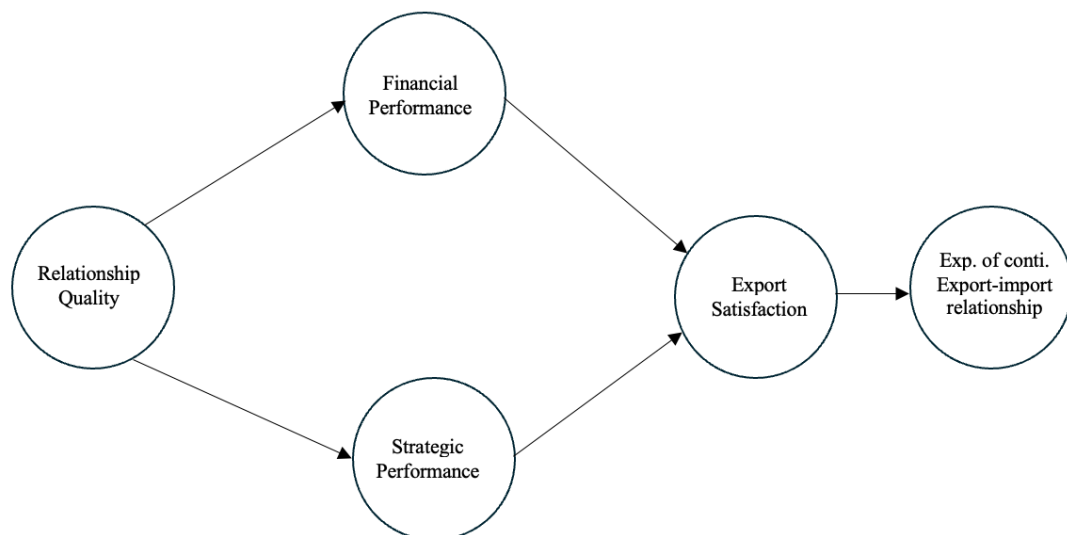 Financial
Performance
Relationship
Quality
Strategic
Performance
Export
Satisfaction
Exp. of conti.
Export-import
relationship